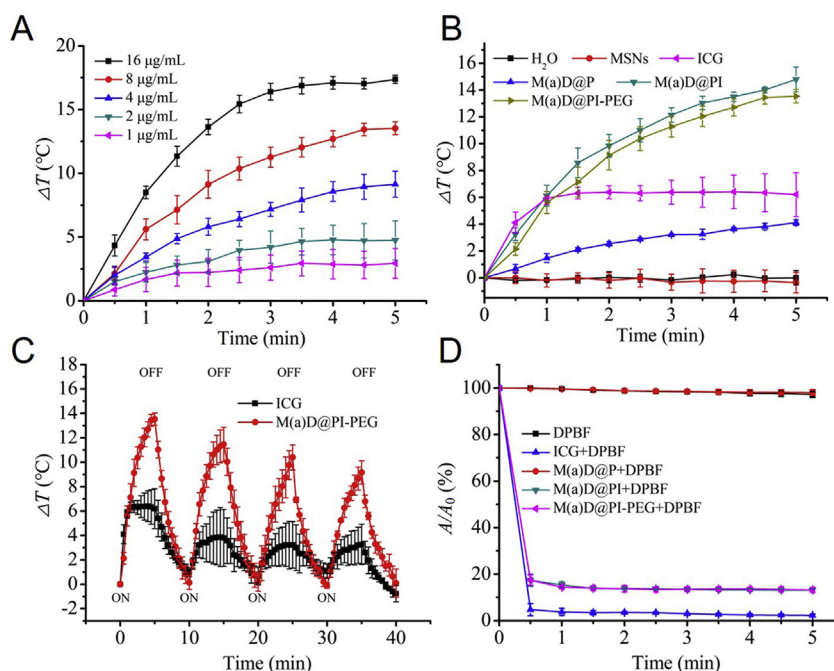 A
ΔT (°C)
20
15
10
5
0
16 μg/mL
8 μg/mL
4 μg/mL
2 μg/mL
1 μg/mL
0 1 2 3 4 5
Time (min)
B
ΔT (°C)
16
14
12
10
8
6
4
2
0
-2
H₂O MSNs ICG
M(a)D@P M(a)D@PI
M(a)D@PI-PEG
0 1 2 3 4 5
Time (min)
C
ΔT (°C)
18
16
14
12
10
8
6
4
2
0
-2
OFF OFF OFF OFF
ICG
M(a)D@PI-PEG
ON ON ON ON
0 10 20 30 40
Time (min)
D
A/A₀ (%)
100
80
60
40
20
0
DPBF
ICG+DPBF
M(a)D@P+DPBF
M(a)D@PI+DPBF
M(a)D@PI-PEG+DPBF
0 1 2 3 4 5
Time (min)